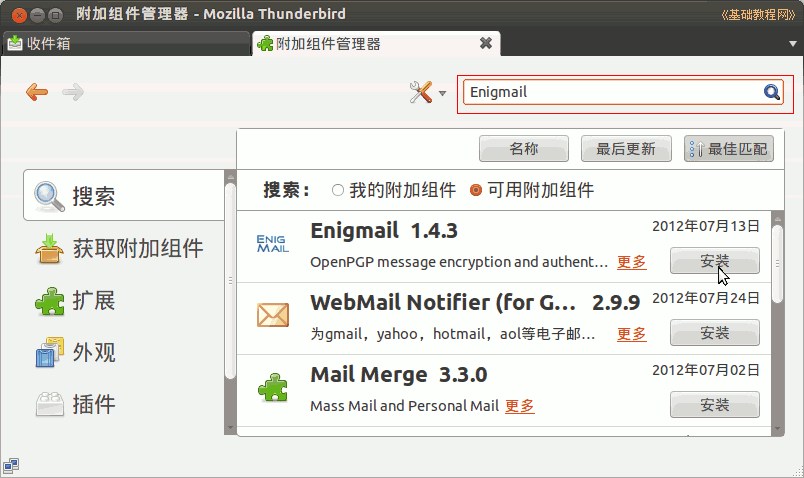 附加组件管理器 - Mozilla Thunderbird
《基础教程网》
收件箱
附加组件管理器
Enigmail
名称
最后更新
最佳匹配
搜索
获取附加组件
扩展
外观
插件
搜索：
我的附加组件
可用附加组件
ENIG
MAIL
Enigmail 1.4.3
2012年07月13日
OpenPGP message encryption and authent…
更多
安装
WebMail Notifier (for G… 2.9.9
2012年07月24日
为gmail，yahoo，hotmail，aol等电子邮…
更多
安装
Mail Merge 3.3.0
2012年07月02日
Mass Mail and Personal Mail
更多
安装